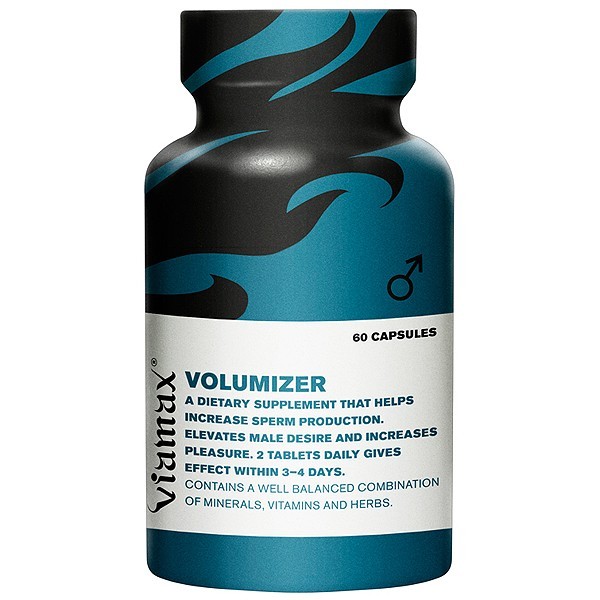 60 CAPSULES
Viamax®
VOLUMIZER
A DIETARY SUPPLEMENT THAT HELPS
INCREASE SPERM PRODUCTION.
ELEVATES MALE DESIRE AND INCREASES
PLEASURE. 2 TABLETS DAILY GIVES
EFFECT WITHIN 3–4 DAYS.
CONTAINS A WELL BALANCED COMBINATION
OF MINERALS, VITAMINS AND HERBS.